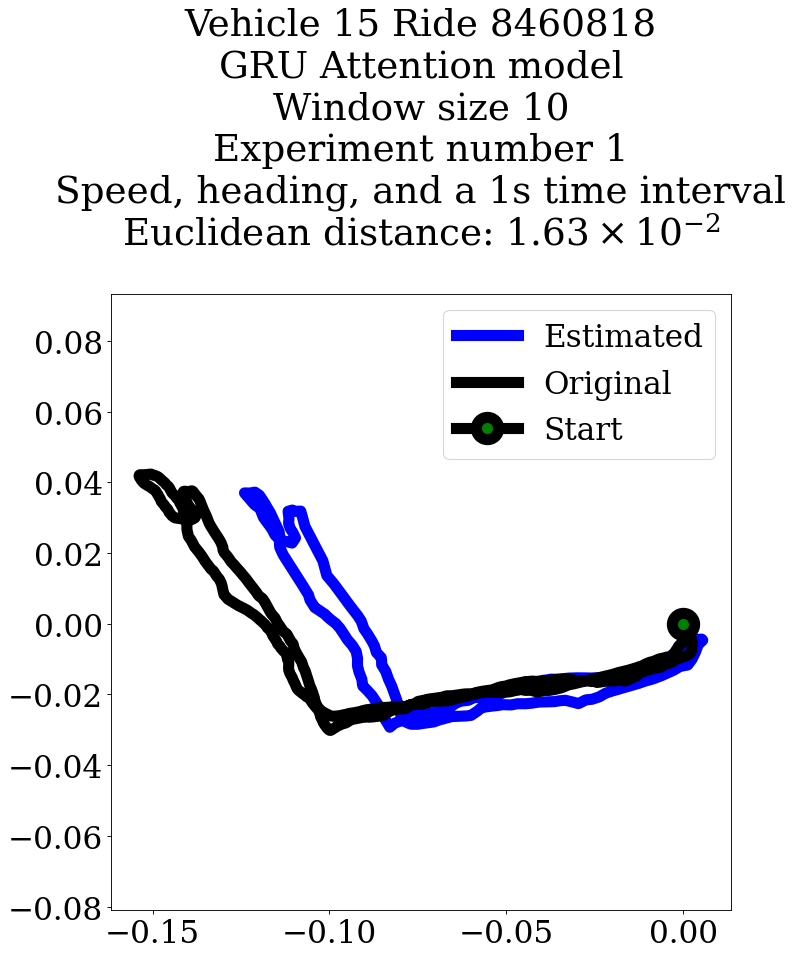 Vehicle 15 Ride 8460818
GRU Attention model
Window size 10
Experiment number 1
Speed, heading, and a 1s time interval
Euclidean distance: 1.63 × 10⁻²
Estimated
Original
Start
0.08
0.06
0.04
0.02
0.00
−0.02
−0.04
−0.06
−0.08
−0.15 −0.10 −0.05 0.00